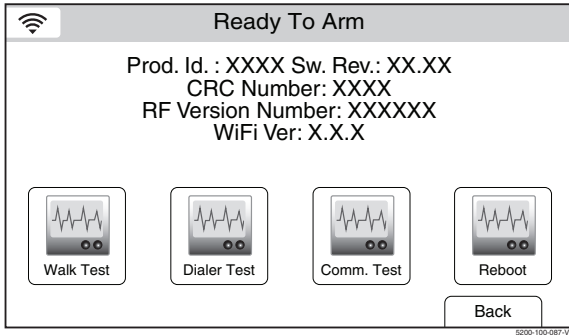 Ready To Arm
Prod. Id. : XXXX Sw. Rev.: XX.XX
CRC Number: XXXX
RF Version Number: XXXXXX
WiFi Ver: X.X.X
Walk Test
Dialer Test
Comm. Test
Reboot
Back
5200-100-087-V